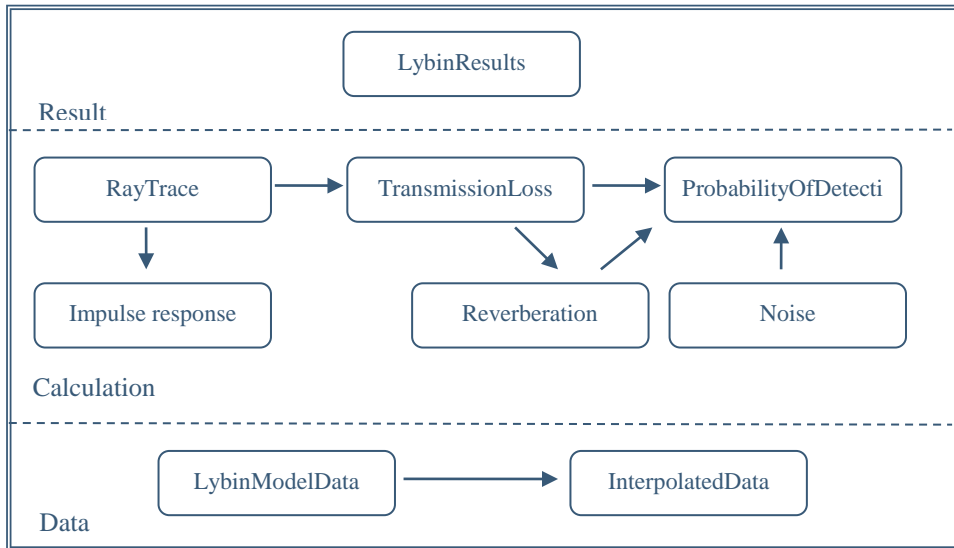 LybinResults
Result
RayTrace
TransmissionLoss
ProbabilityOfDetecti
Impulse response
Reverberation
Noise
Calculation
LybinModelData
InterpolatedData
Data